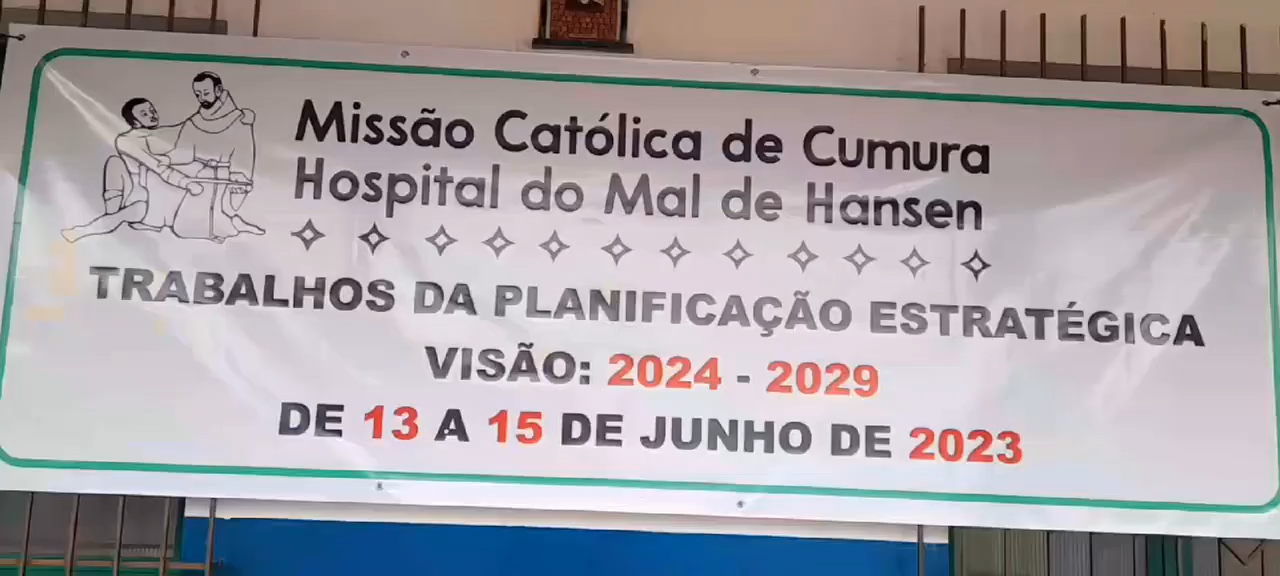 Missão Católica de Cumura
Hospital do Mal de Hansen
TRABALHOS DA PLANIFICAÇÃO ESTRATÉGICA
VISÃO: 2024 - 2029
DE 13 A 15 DE JUNHO DE 2023